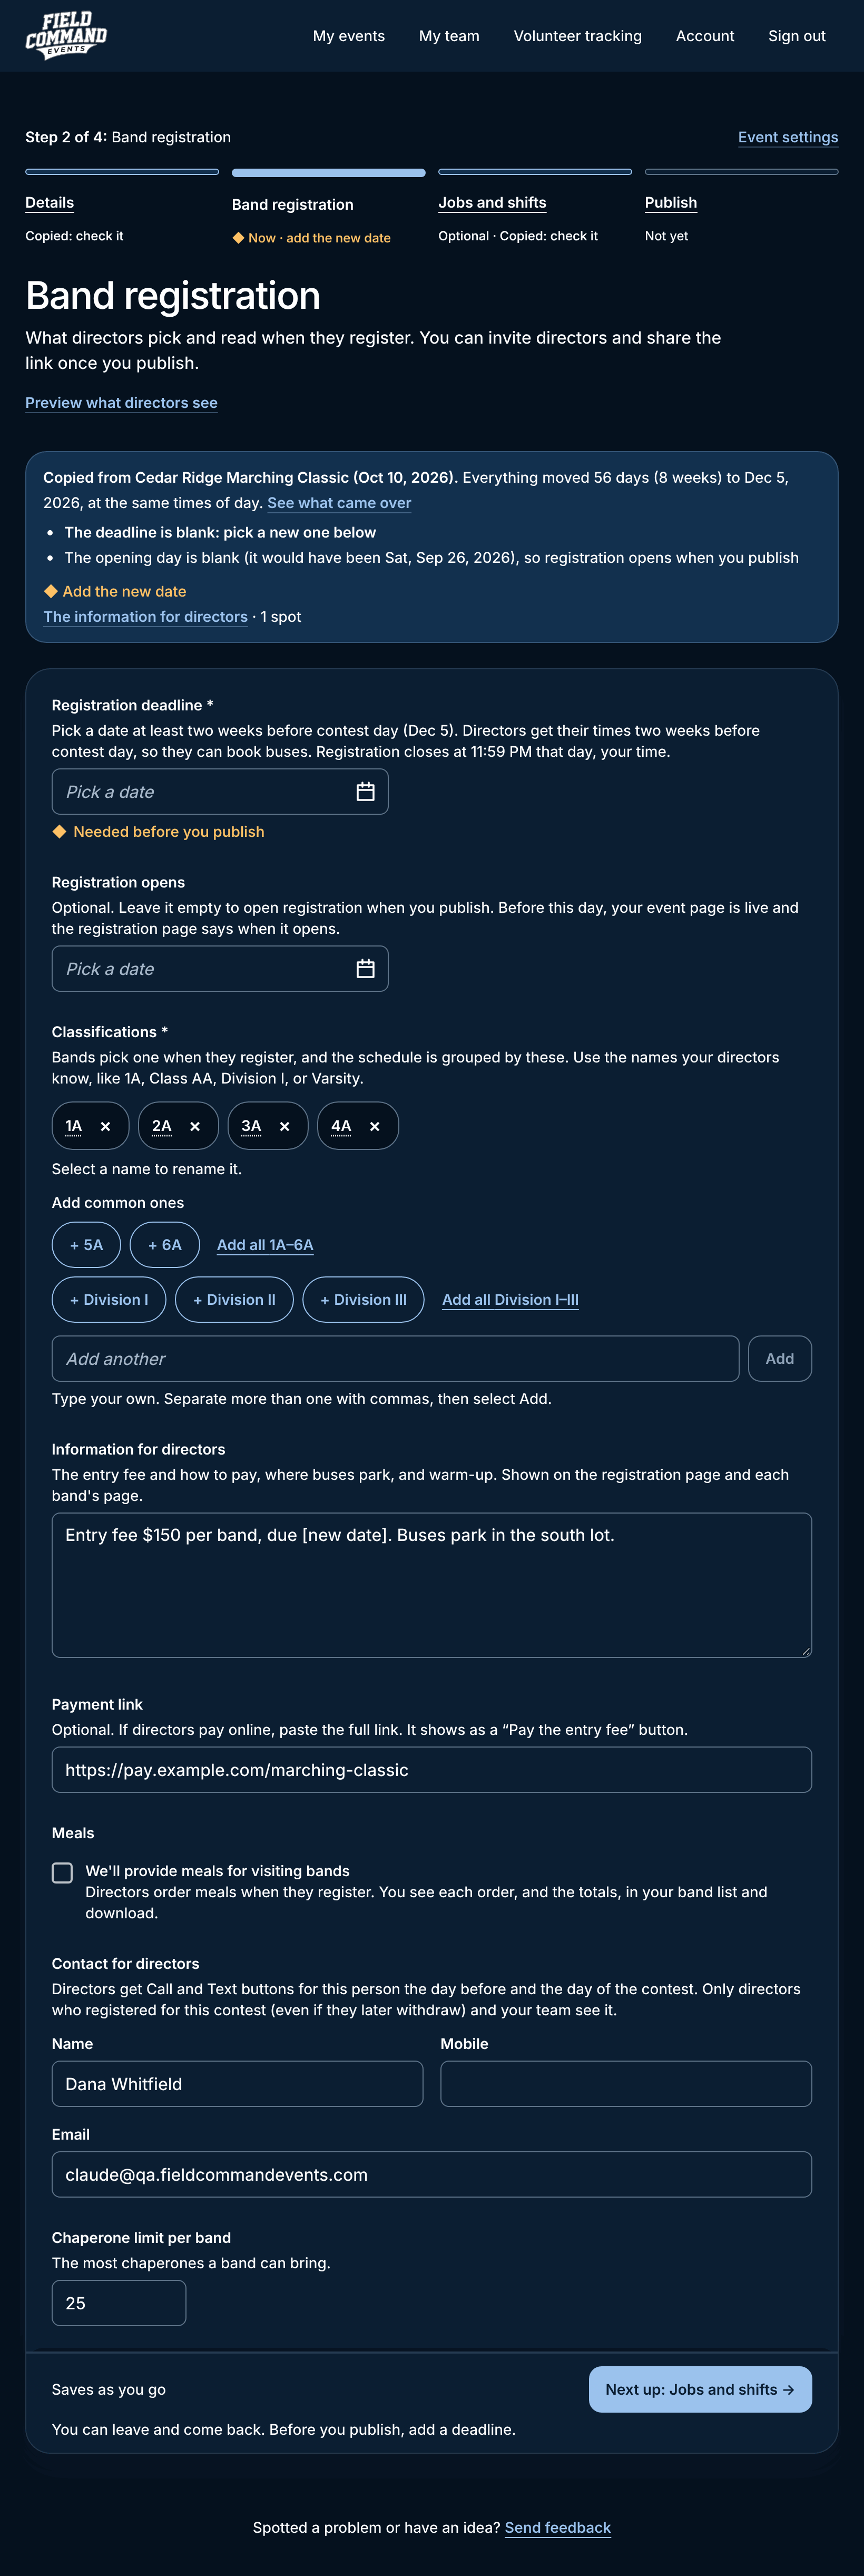 FIELD COMMAND EVENTS
My events
My team
Volunteer tracking
Account
Sign out
Step 2 of 4: Band registration
Event settings
Details
Copied: check it
Band registration
◆ Now · add the new date
Jobs and shifts
Optional · Copied: check it
Publish
Not yet
Band registration
What directors pick and read when they register. You can invite directors and share the
link once you publish.
Preview what directors see
Copied from Cedar Ridge Marching Classic (Oct 10, 2026). Everything moved 56 days (8 weeks) to Dec 5,
2026, at the same times of day. See what came over
• The deadline is blank: pick a new one below
• The opening day is blank (it would have been Sat, Sep 26, 2026), so registration opens when you publish
◆ Add the new date
The information for directors · 1 spot
Registration deadline *
Pick a date at least two weeks before contest day (Dec 5). Directors get their times two weeks before
contest day, so they can book buses. Registration closes at 11:59 PM that day, your time.
Pick a date
◆ Needed before you publish
Registration opens
Optional. Leave it empty to open registration when you publish. Before this day, your event page is live and
the registration page says when it opens.
Pick a date
Classifications *
Bands pick one when they register, and the schedule is grouped by these. Use the names your directors
know, like 1A, Class AA, Division I, or Varsity.
1A ×
2A ×
3A ×
4A ×
Select a name to rename it.
Add common ones
+ 5A
+ 6A
Add all 1A–6A
+ Division I
+ Division II
+ Division III
Add all Division I–III
Add another
Add
Type your own. Separate more than one with commas, then select Add.
Information for directors
The entry fee and how to pay, where buses park, and warm-up. Shown on the registration page and each
band's page.
Entry fee $150 per band, due [new date]. Buses park in the south lot.
Payment link
Optional. If directors pay online, paste the full link. It shows as a “Pay the entry fee” button.
https://pay.example.com/marching-classic
Meals
We'll provide meals for visiting bands
Directors order meals when they register. You see each order, and the totals, in your band list and
download.
Contact for directors
Directors get Call and Text buttons for this person the day before and the day of the contest. Only directors
who registered for this contest (even if they later withdraw) and your team see it.
Name
Mobile
Dana Whitfield
Email
claude@qa.fieldcommandevents.com
Chaperone limit per band
The most chaperones a band can bring.
25
Saves as you go
Next up: Jobs and shifts →
You can leave and come back. Before you publish, add a deadline.
Spotted a problem or have an idea? Send feedback